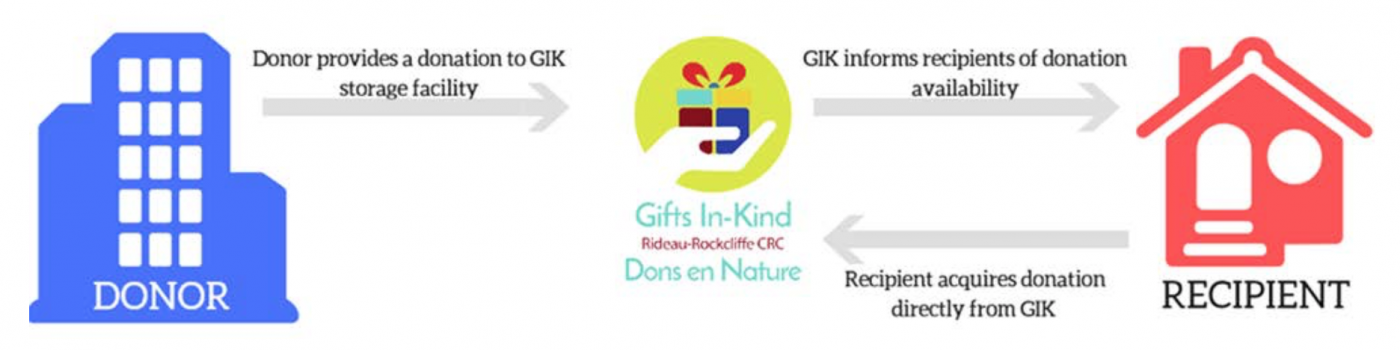 Donor provides a donation to GIK
storage facility
GIK informs recipients of donation
availability
Gifts In-Kind
Rideau-Rockcliffe CRC
Dons en Nature
Recipient acquires donation
directly from GIK
DONOR
RECIPIENT